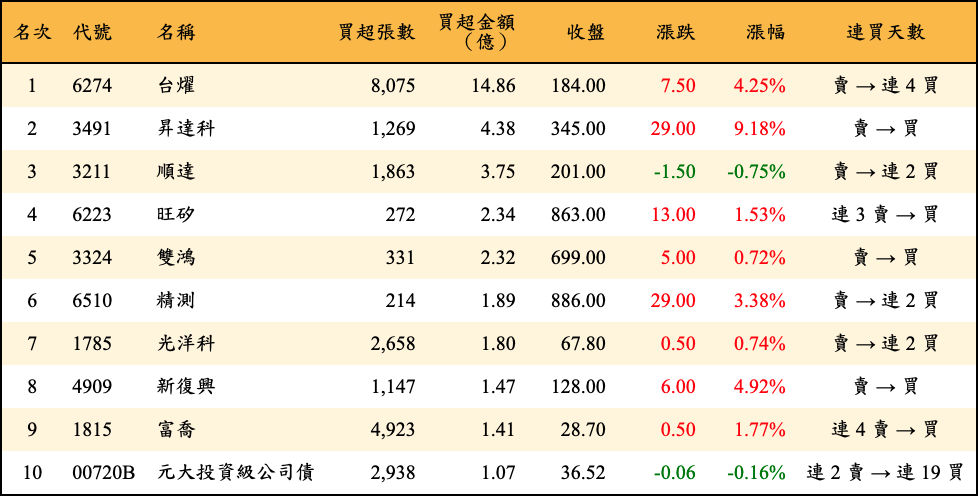 名次 代號 名稱 買超張數 買超金額（億） 收盤 漲跌 漲幅 連買天數
1 6274 台燿 8,075 14.86 184.00 7.50 4.25% 賣 → 連 4 買
2 3491 昇達科 1,269 4.38 345.00 29.00 9.18% 賣 → 買
3 3211 順達 1,863 3.75 201.00 -1.50 -0.75% 賣 → 連 2 買
4 6223 旺矽 272 2.34 863.00 13.00 1.53% 連 3 賣 → 買
5 3324 雙鴻 331 2.32 699.00 5.00 0.72% 賣 → 買
6 6510 精測 214 1.89 886.00 29.00 3.38% 賣 → 連 2 買
7 1785 光洋科 2,658 1.80 67.80 0.50 0.74% 賣 → 連 2 買
8 4909 新復興 1,147 1.47 128.00 6.00 4.92% 賣 → 買
9 1815 富喬 4,923 1.41 28.70 0.50 1.77% 連 4 賣 → 買
10 00720B 元大投資級公司債 2,938 1.07 36.52 -0.06 -0.16% 連 2 賣 → 連 19 買